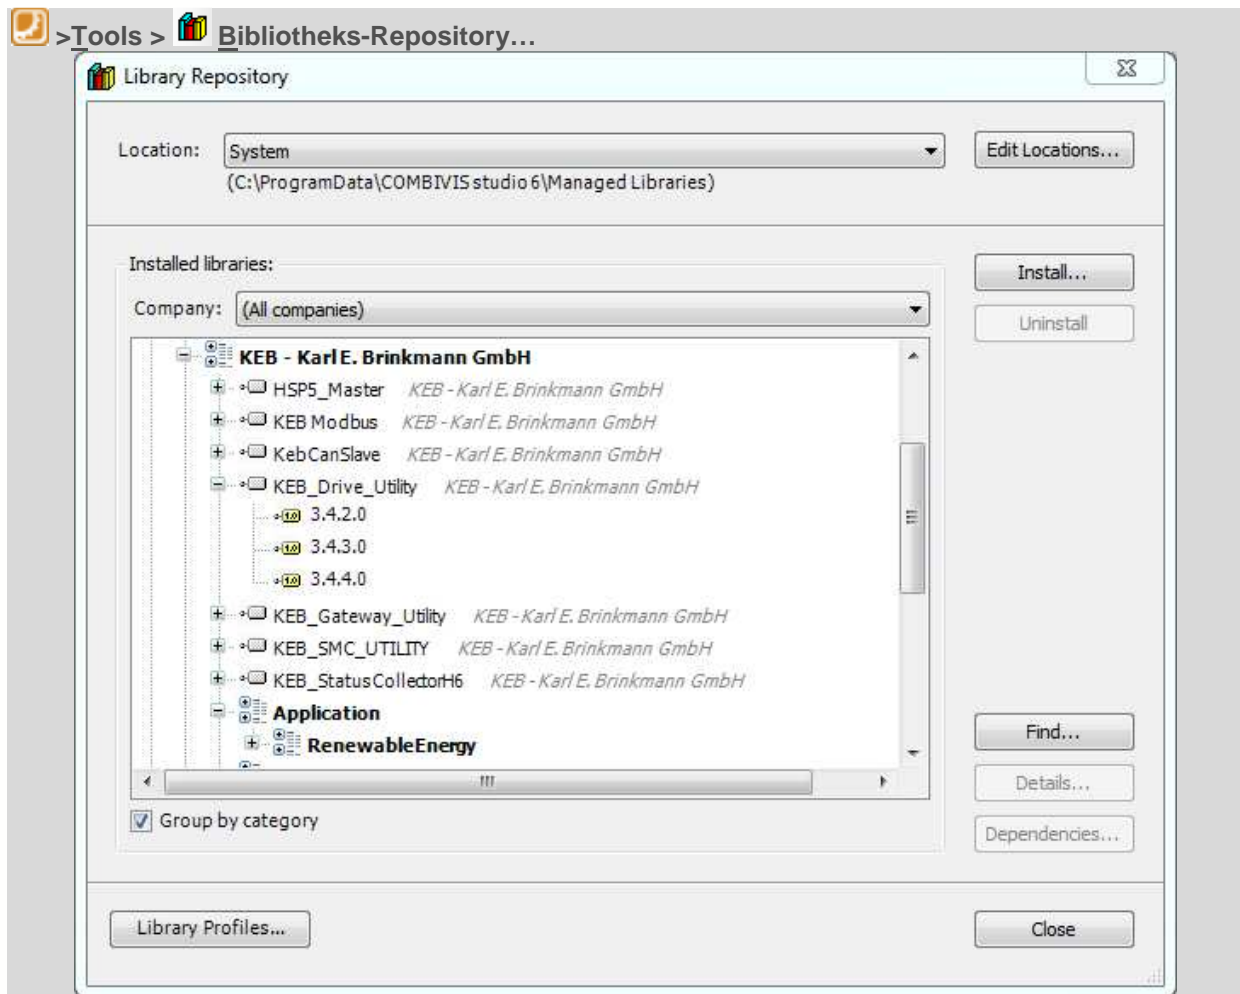 >Tools > Bibliotheks-Repository...
Library Repository
Location: System Edit Locations...
(C:\ProgramData\COMBIVIS studio 6\Managed Libraries)
Installed libraries:
Install...
Company: (All companies)
Uninstall
KEB - Karl E. Brinkmann GmbH
HSP5_Master KEB - Karl E. Brinkmann GmbH
KEB Modbus KEB - Karl E. Brinkmann GmbH
KebCanSlave KEB - Karl E. Brinkmann GmbH
KEB_Drive_Utility KEB - Karl E. Brinkmann GmbH
3.4.2.0
3.4.3.0
3.4.4.0
KEB_Gateway_Utility KEB - Karl E. Brinkmann GmbH
KEB_SMC_UTILITY KEB - Karl E. Brinkmann GmbH
KEB_StatusCollectorH6 KEB - Karl E. Brinkmann GmbH
Application
RenewableEnergy
Find...
Details...
Group by category
Dependencies...
Library Profiles...
Close